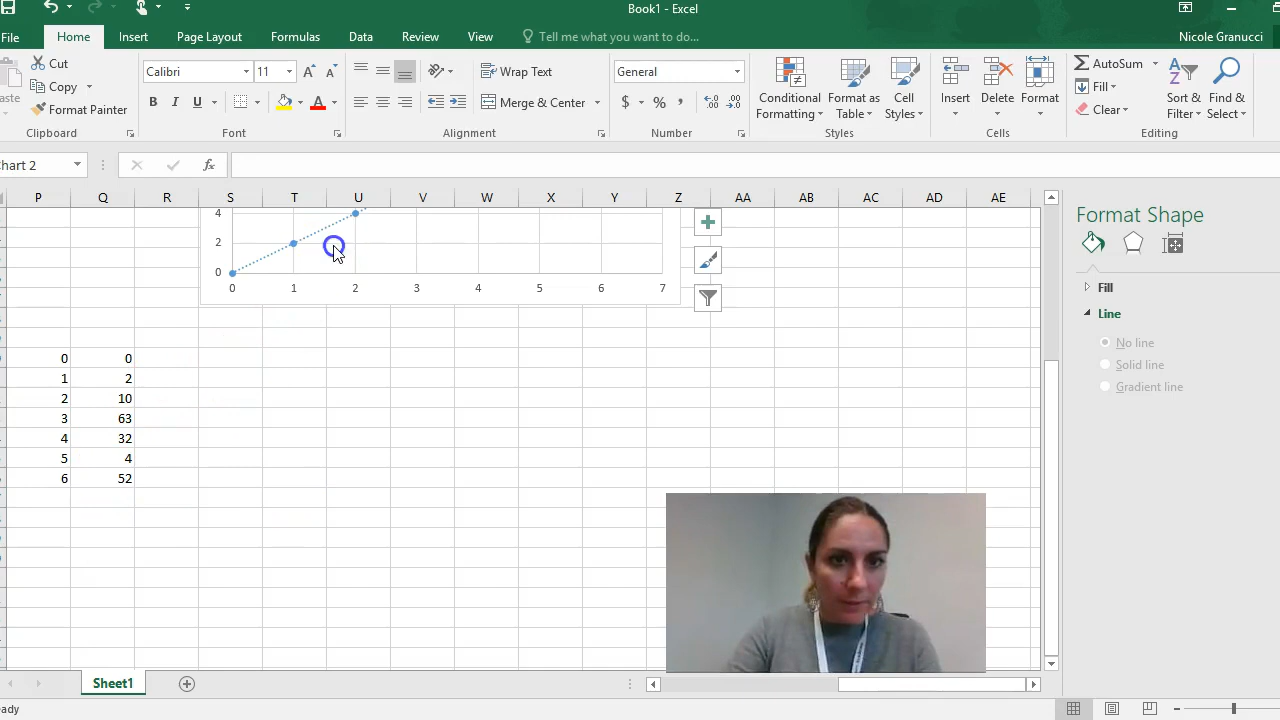 Book1 - Excel
File Home Insert Page Layout Formulas Data Review View Tell me what you want to do... Nicole Granucci
aste
Cut
Copy
Format Painter
Clipboard
Calibri 11
B I U
Font
Wrap Text
Merge & Center
Alignment
General
$ % ,
Number
Conditional Formatting
Format as Table
Cell Styles
Styles
Insert
Delete
Format
Cells
AutoSum
Fill
Clear
Sort & Filter
Find & Select
Editing
hart 2 fx
P Q R S T U V W X Y Z AA AB AC AD AE
4
2
0
0 1 2 3 4 5 6 7
0 0
1 2
2 10
3 63
4 32
5 4
6 52
Format Shape
Fill
Line
No line
Solid line
Gradient line
Sheet1
ady